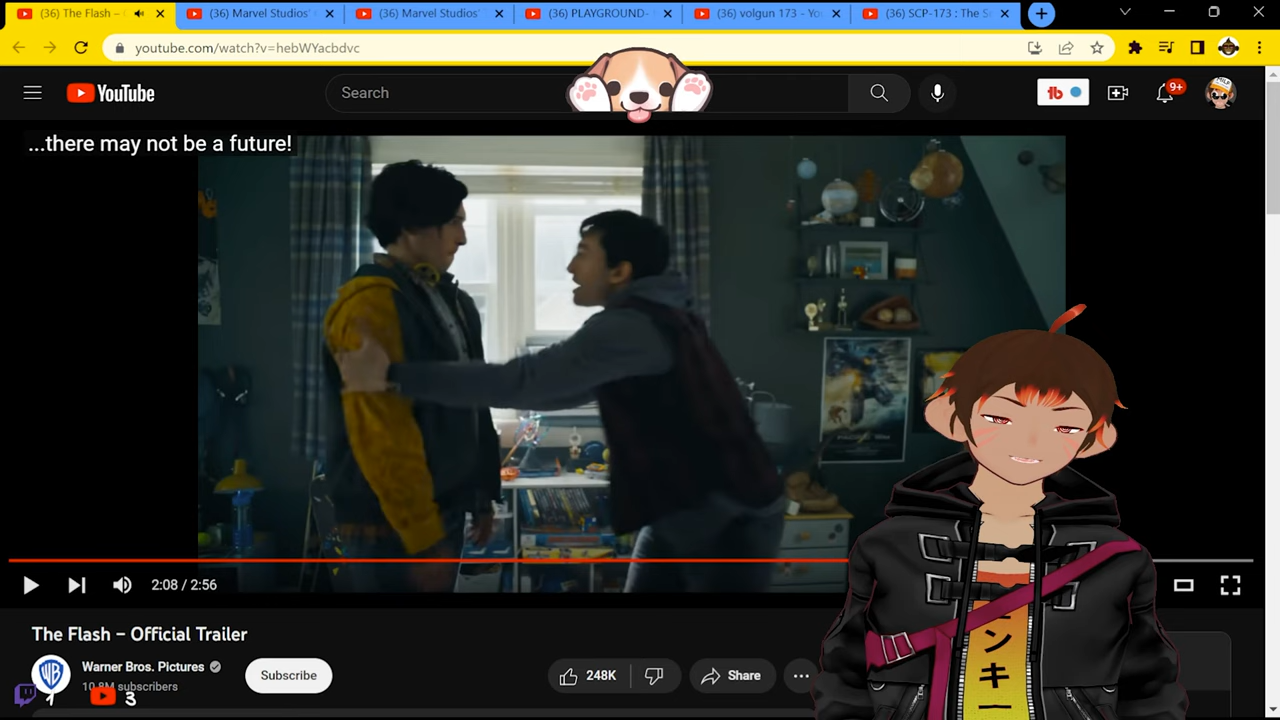 (36) The Flash –
(36) Marvel Studios'
(36) Marvel Studios'
(36) PLAYGROUND-
(36) volgun 173 - Yo
(36) SCP-173 : The S
youtube.com/watch?v=hebWYacbdvc
YouTube
Search
9+
...there may not be a future!
2:08 / 2:56
The Flash – Official Trailer
Warner Bros. Pictures
10.8M subscribers
Subscribe
248K
Share
3
ンキー